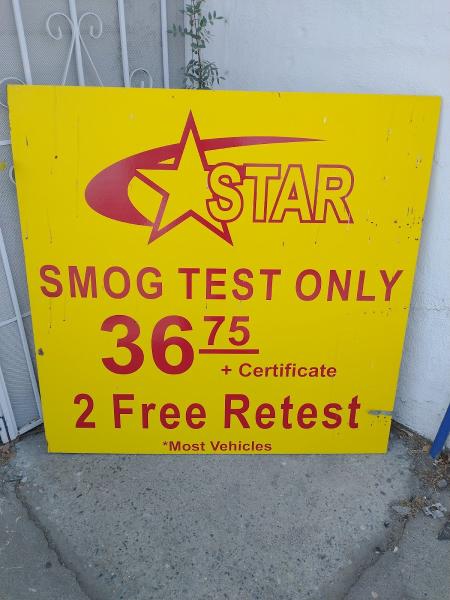 STAR
SMOG TEST ONLY
36 75
+ Certificate
2 Free Retest
*Most Vehicles